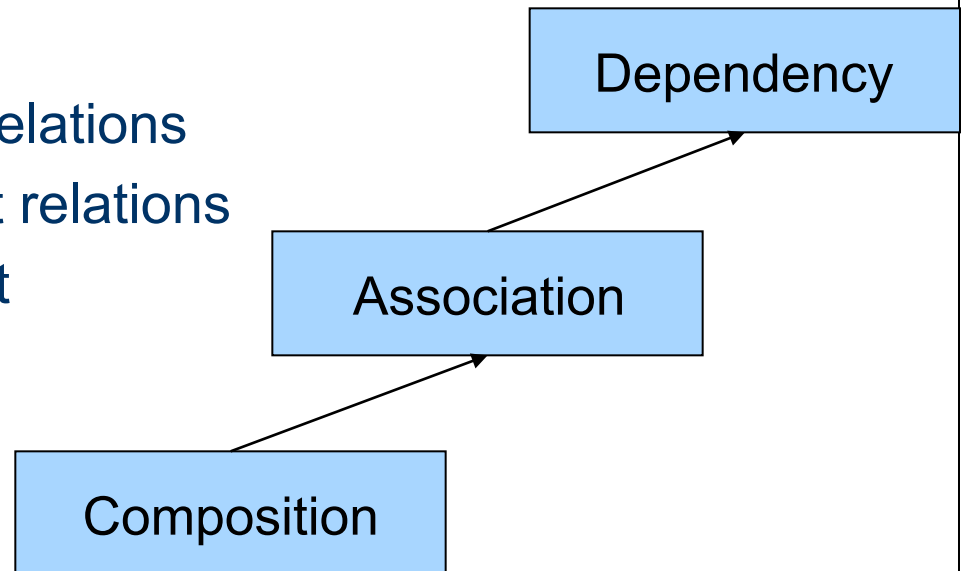 Dependency
elations
t relations
Association
t
Composition